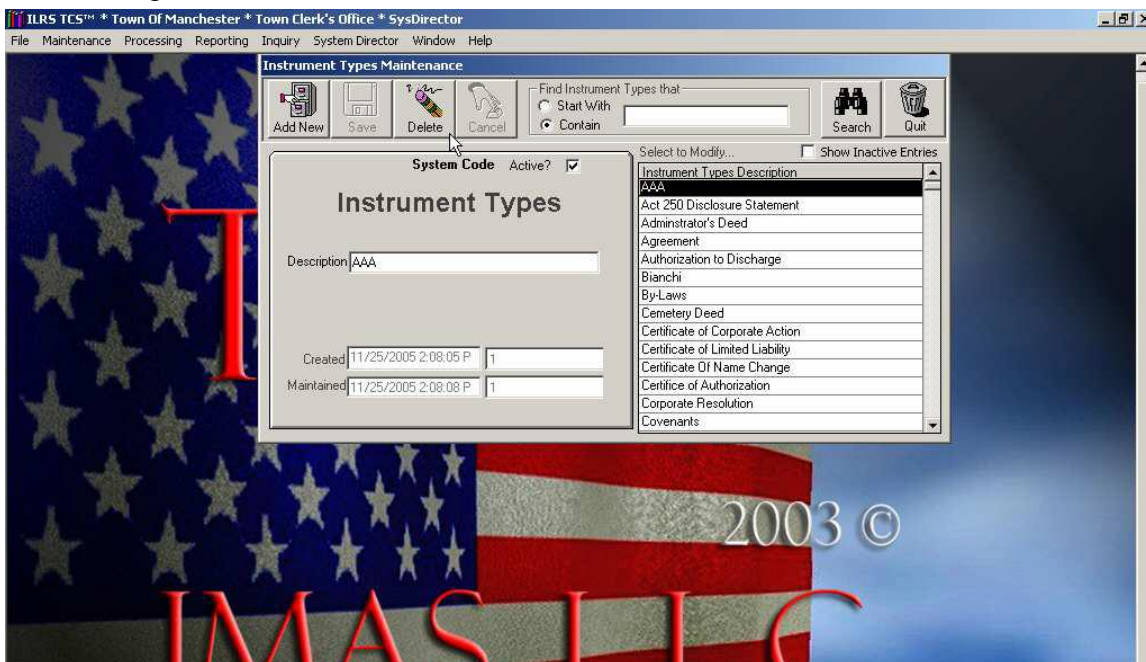 ILRS TCS™ * Town Of Manchester * Town Clerk's Office * SysDirector
File Maintenance Processing Reporting Inquiry System Director Window Help
Instrument Types Maintenance
Add New Save Delete Cancel
Find Instrument Types that
Start With
Contain
Search Quit
System Code Active?
Instrument Types
Description AAA
Created 11/25/2005 2:08:05 P 1
Maintained 11/25/2005 2:08:08 P 1
Select to Modify... Show Inactive Entries
Instrument Types Description
AAA
Act 250 Disclosure Statement
Adminstrator's Deed
Agreement
Authorization to Discharge
Bianchi
By-Laws
Cemetery Deed
Certificate of Corporate Action
Certificate of Limited Liability
Certificate Of Name Change
Certifice of Authorization
Corporate Resolution
Covenants
T
2003 ©
IMAS LLC